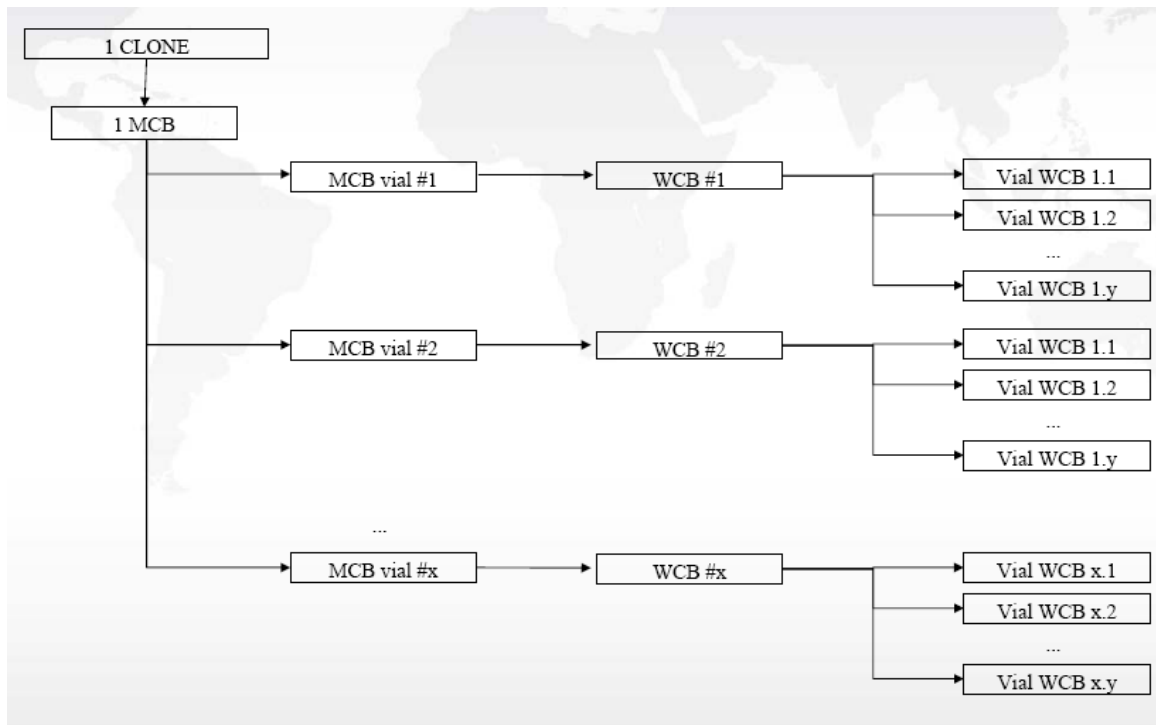 1 CLONE
1 MCB
MCB vial #1
WCB #1
Vial WCB 1.1
Vial WCB 1.2
...
Vial WCB 1.y
MCB vial #2
WCB #2
Vial WCB 1.1
Vial WCB 1.2
...
Vial WCB 1.y
...
MCB vial #x
WCB #x
Vial WCB x.1
Vial WCB x.2
...
Vial WCB x.y